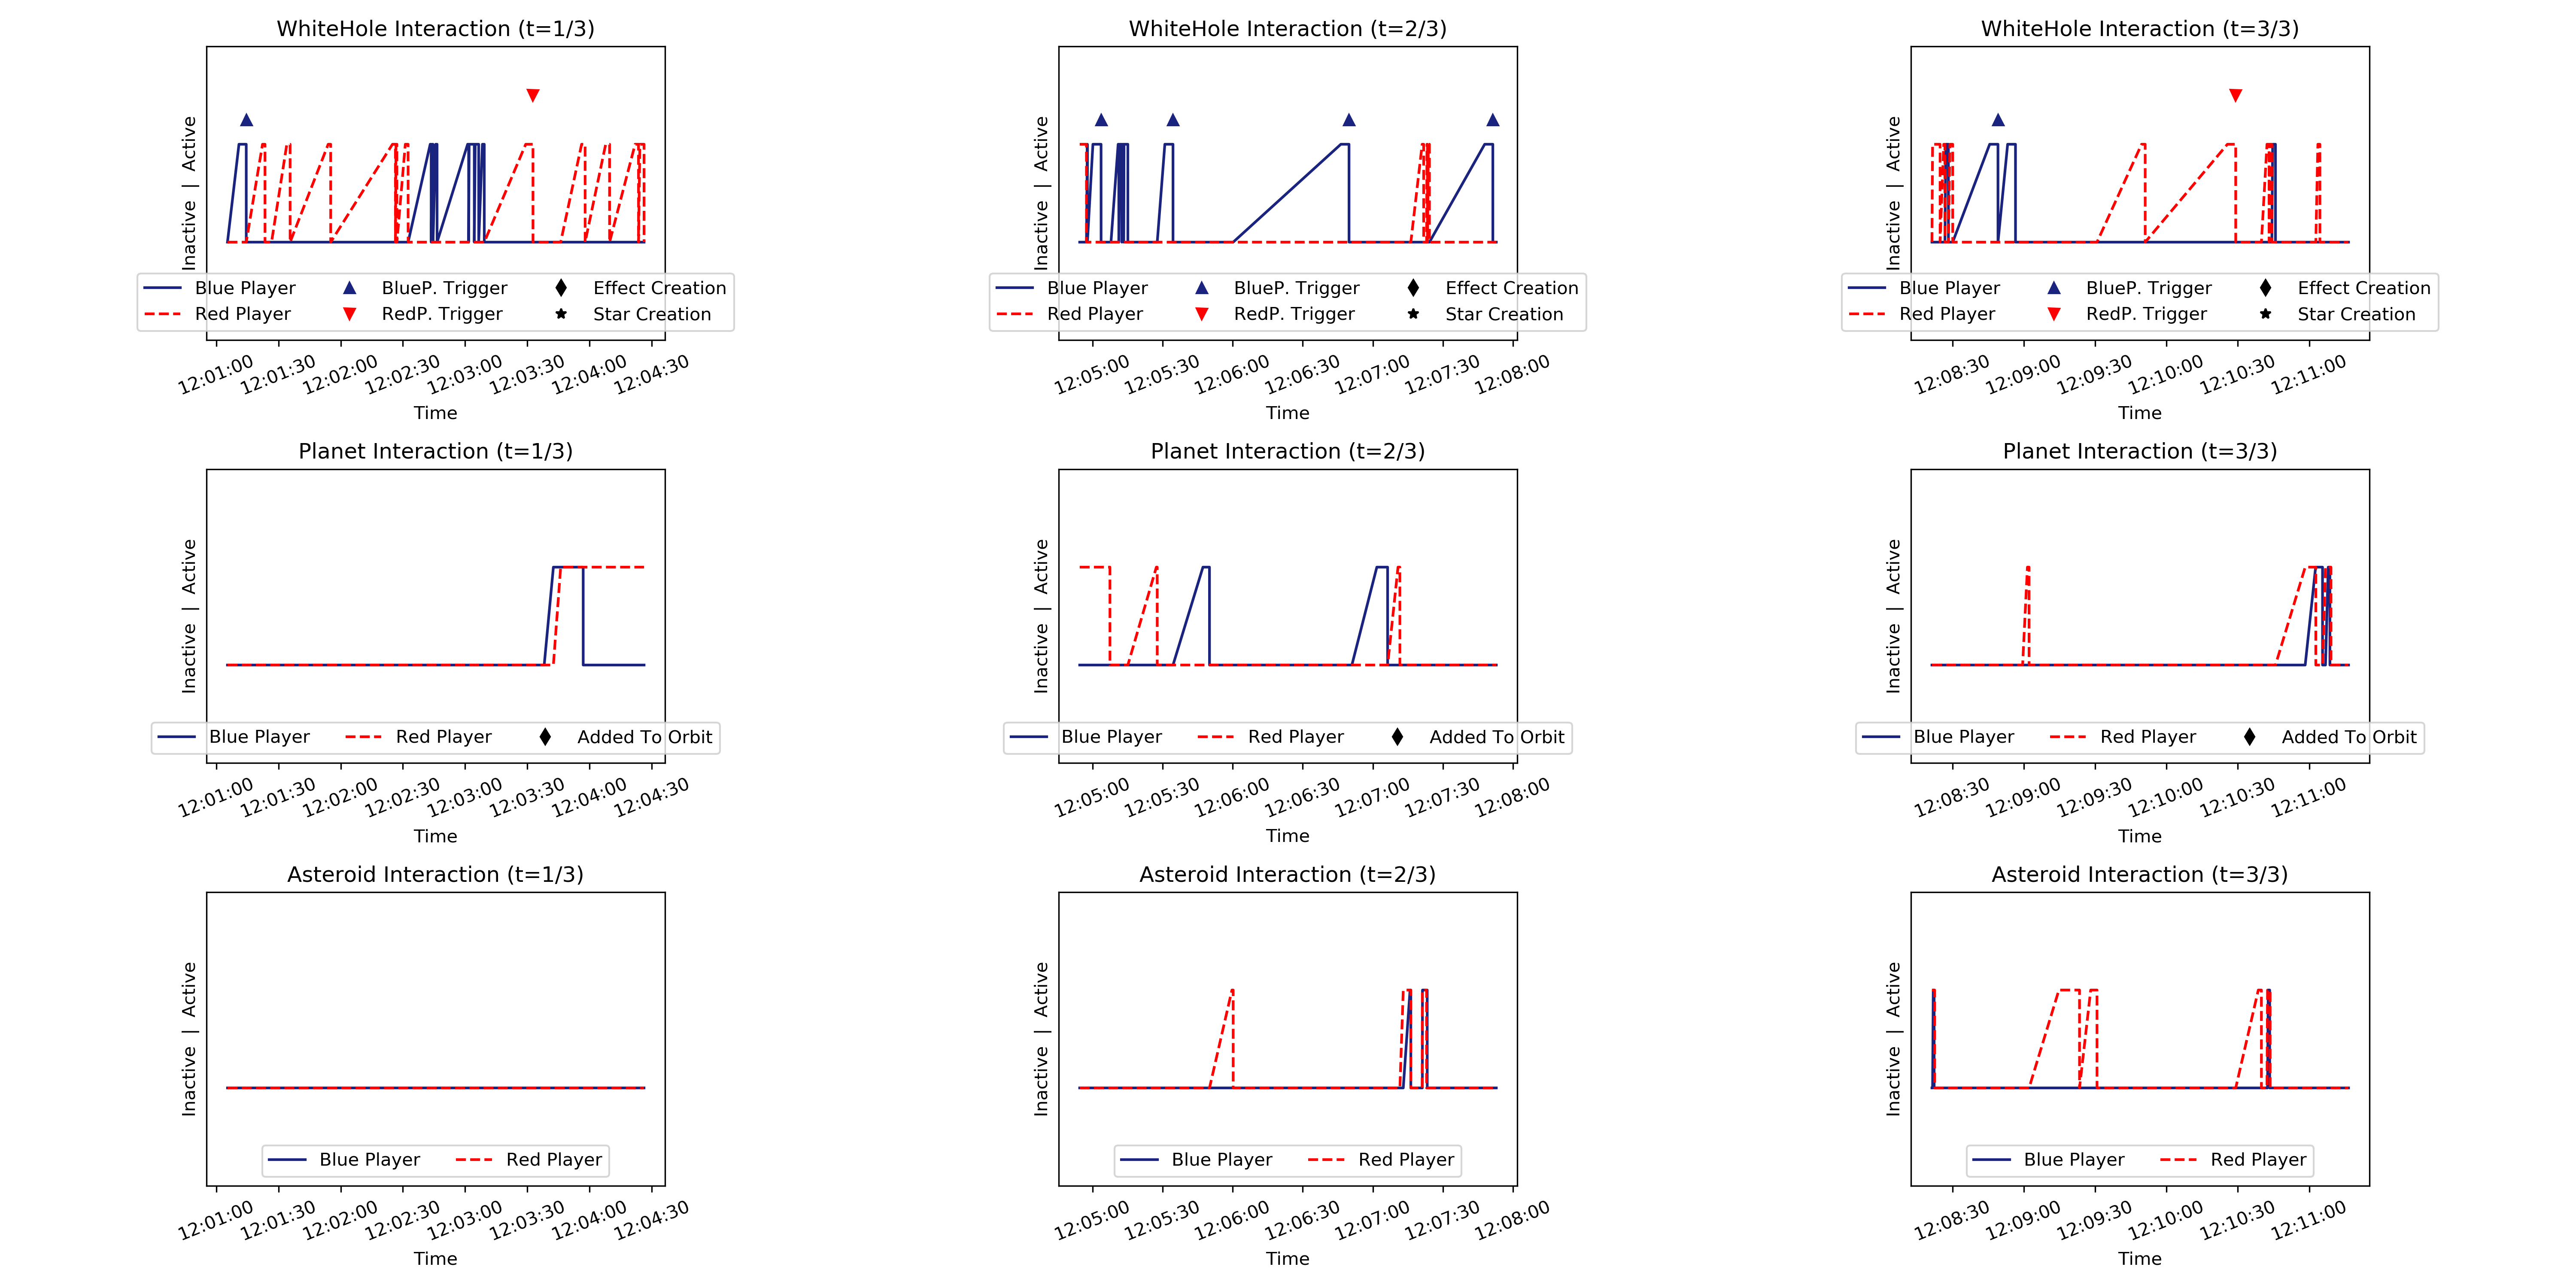 WhiteHole Interaction (t=1/3)
Inactive | Active
Blue Player
Red Player
BlueP. Trigger
RedP. Trigger
Effect Creation
Star Creation
12:01:00 12:01:30 12:02:00 12:02:30 12:03:00 12:03:30 12:04:00 12:04:30
Time
WhiteHole Interaction (t=2/3)
Inactive | Active
Blue Player
Red Player
BlueP. Trigger
RedP. Trigger
Effect Creation
Star Creation
12:05:00 12:05:30 12:06:00 12:06:30 12:07:00 12:07:30 12:08:00
Time
WhiteHole Interaction (t=3/3)
Inactive | Active
Blue Player
Red Player
BlueP. Trigger
RedP. Trigger
Effect Creation
Star Creation
12:08:30 12:09:00 12:09:30 12:10:00 12:10:30 12:11:00
Time
Planet Interaction (t=1/3)
Inactive | Active
Blue Player Red Player Added To Orbit
12:01:00 12:01:30 12:02:00 12:02:30 12:03:00 12:03:30 12:04:00 12:04:30
Time
Planet Interaction (t=2/3)
Inactive | Active
Blue Player Red Player Added To Orbit
12:05:00 12:05:30 12:06:00 12:06:30 12:07:00 12:07:30 12:08:00
Time
Planet Interaction (t=3/3)
Inactive | Active
Blue Player Red Player Added To Orbit
12:08:30 12:09:00 12:09:30 12:10:00 12:10:30 12:11:00
Time
Asteroid Interaction (t=1/3)
Inactive | Active
Blue Player Red Player
12:01:00 12:01:30 12:02:00 12:02:30 12:03:00 12:03:30 12:04:00 12:04:30
Time
Asteroid Interaction (t=2/3)
Inactive | Active
Blue Player Red Player
12:05:00 12:05:30 12:06:00 12:06:30 12:07:00 12:07:30 12:08:00
Time
Asteroid Interaction (t=3/3)
Inactive | Active
Blue Player Red Player
12:08:30 12:09:00 12:09:30 12:10:00 12:10:30 12:11:00
Time